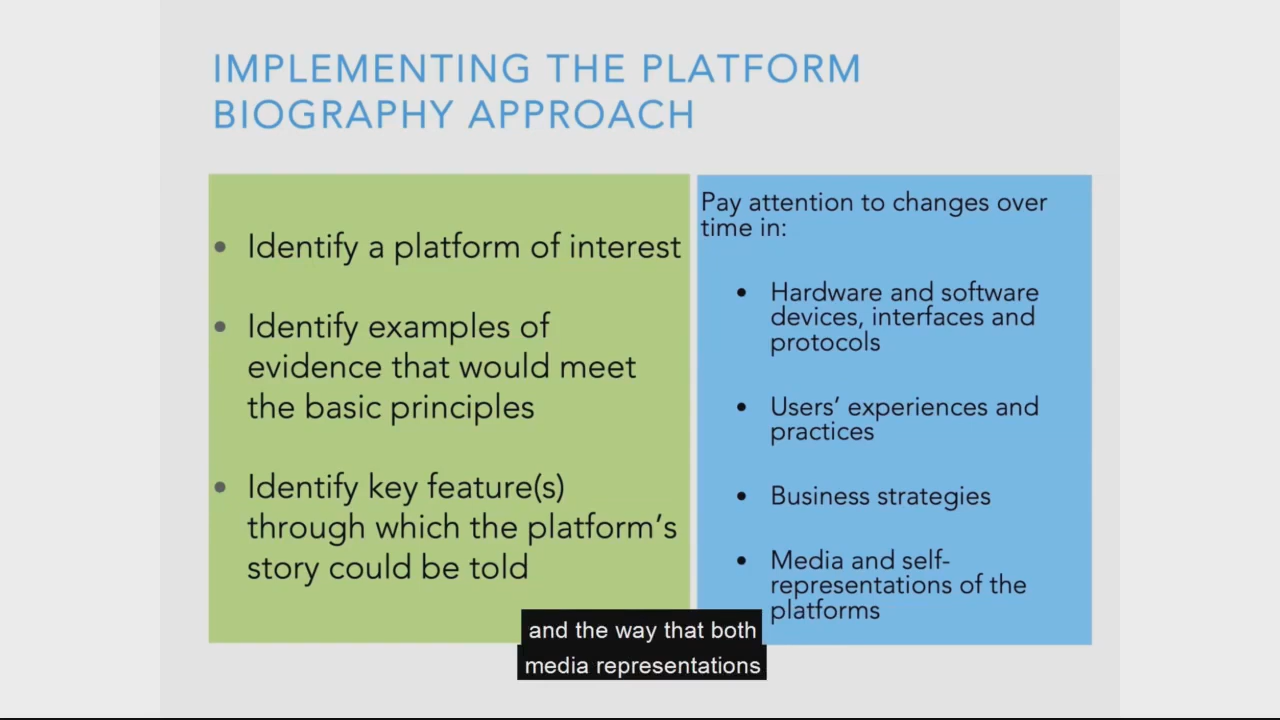 IMPLEMENTING THE PLATFORM
BIOGRAPHY APPROACH
• Identify a platform of interest
• Identify examples of
evidence that would meet
the basic principles
• Identify key feature(s)
through which the platform’s
story could be told
Pay attention to changes over
time in:
• Hardware and software
devices, interfaces and
protocols
• Users’ experiences and
practices
• Business strategies
• Media and self-
representations of the
platforms
and the way that both
media representations